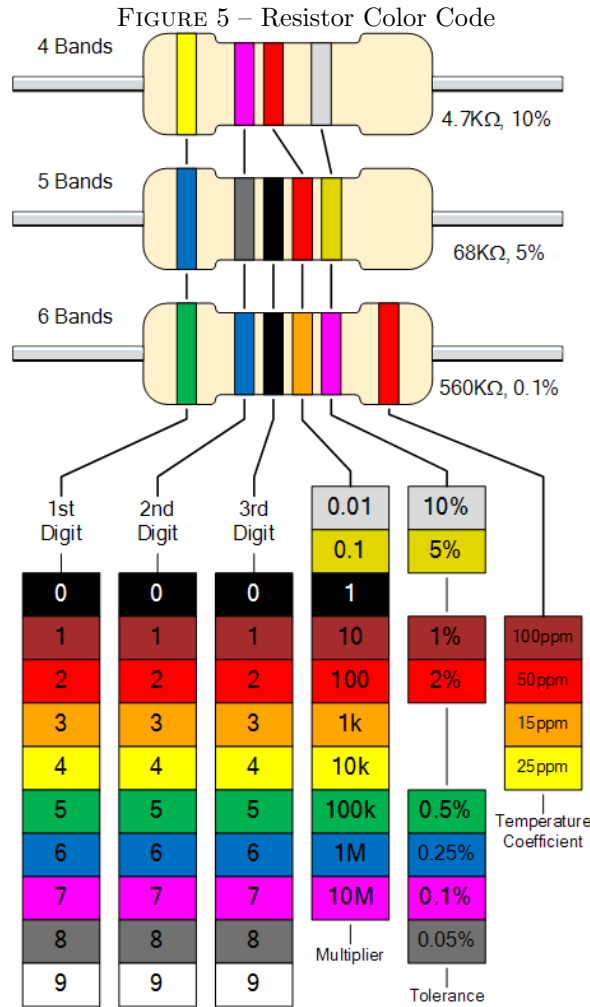 FIGURE 5 – Resistor Color Code
4 Bands
4.7KΩ, 10%
5 Bands
68KΩ, 5%
6 Bands
560KΩ, 0.1%
1st Digit
2nd Digit
3rd Digit
0.01 10%
0.1 5%
0 0 0 1
1 1 1 10 1% 100ppm
2 2 2 100 2% 50ppm
3 3 3 1k 15ppm
4 4 4 10k 25ppm
5 5 5 100k 0.5%
6 6 6 1M 0.25%
7 7 7 10M 0.1%
8 8 8 0.05%
9 9 9
Temperature
Coefficient
Multiplier
Tolerance